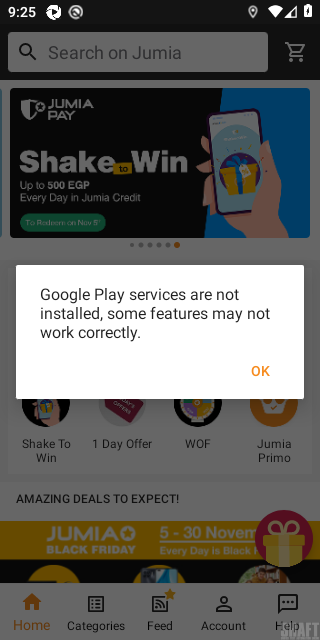 9:25
Search on Jumia
JUMIA
PAY
Shake to Win
Up to 500 EGP
Every Day in Jumia Credit
To Redeem on Nov 5
Google Play services are not
installed, some features may not
work correctly.
OK
Shake To
Win
1 Day Offer
WOF
Jumia
Primo
AMAZING DEALS TO EXPECT!
JUMIA
BLACK FRIDAY
5 - 30 Novem
Every Day is Black F
Home
Categories
Feed
Account